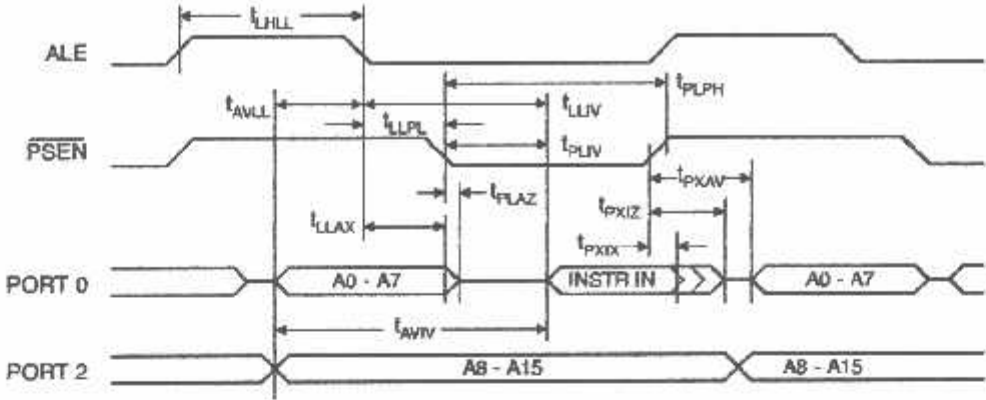 tLHLL
ALE
tPLPH
tAVLL
tLLIV
tLLPL
PSEN
tPLIV
tPXAV
tPLAZ
tLLAX
tPXIZ
tPXIX
PORT 0
A0 - A7
INSTR IN
A0 - A7
tAVIV
PORT 2
A8 - A15
A8 - A15